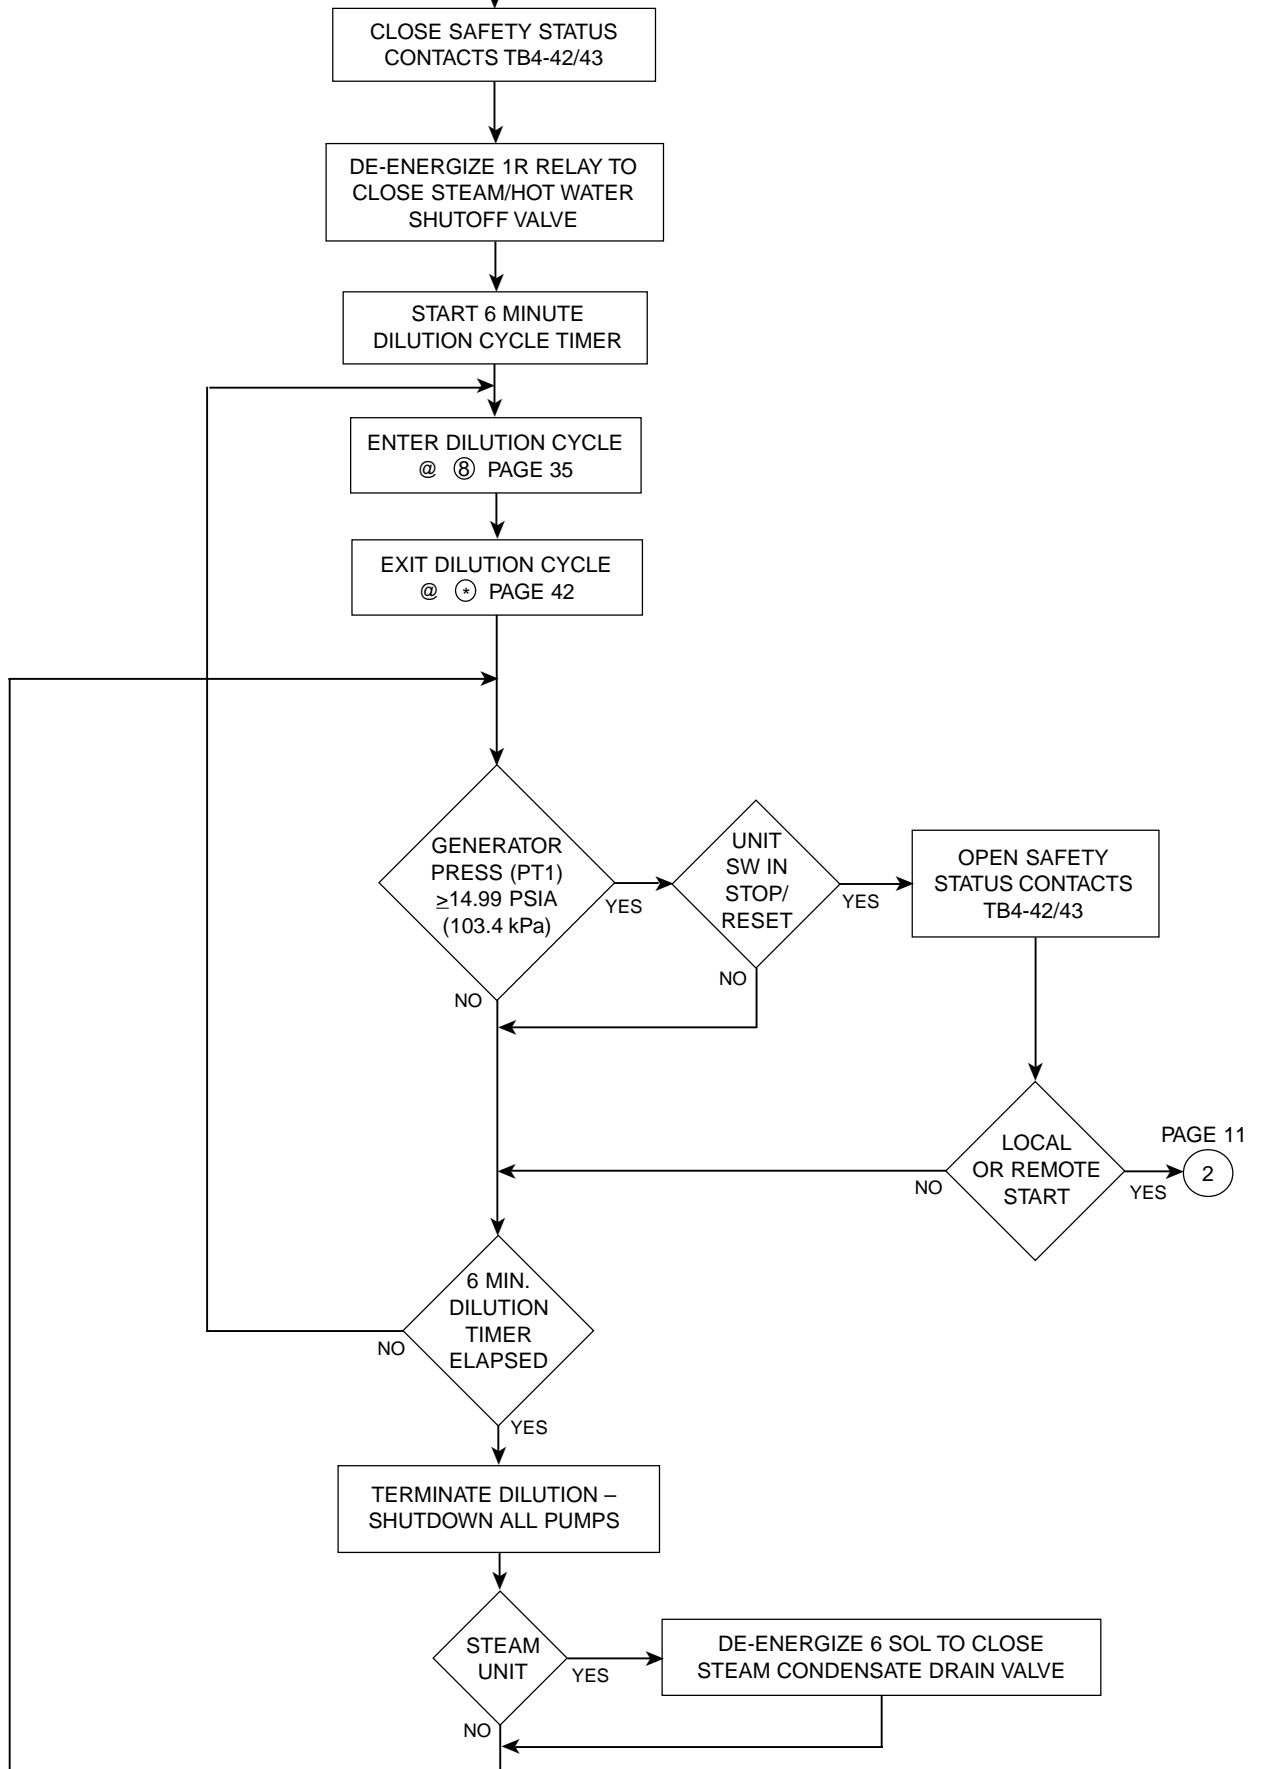 CLOSE SAFETY STATUS
CONTACTS TB4-42/43
DE-ENERGIZE 1R RELAY TO
CLOSE STEAM/HOT WATER
SHUTOFF VALVE
START 6 MINUTE
DILUTION CYCLE TIMER
ENTER DILUTION CYCLE
@ ⑧ PAGE 35
EXIT DILUTION CYCLE
@ ⊛ PAGE 42
GENERATOR
PRESS (PT1)
≥14.99 PSIA
(103.4 kPa)
YES
NO
UNIT
SW IN
STOP/
RESET
YES
NO
OPEN SAFETY
STATUS CONTACTS
TB4-42/43
LOCAL
OR REMOTE
START
NO
YES
PAGE 11
2
6 MIN.
DILUTION
TIMER
ELAPSED
NO
YES
TERMINATE DILUTION –
SHUTDOWN ALL PUMPS
STEAM
UNIT
YES
NO
DE-ENERGIZE 6 SOL TO CLOSE
STEAM CONDENSATE DRAIN VALVE